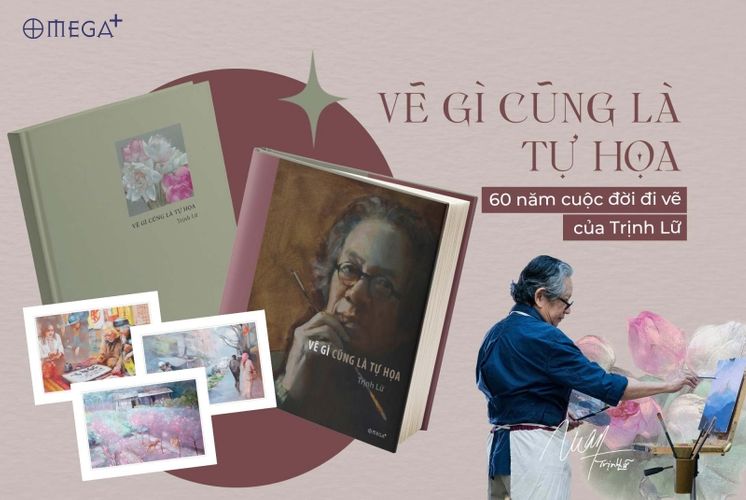 OMEGA+
VẼ GÌ CŨNG LÀ
TỰ HỌA
60 năm cuộc đời đi vẽ
của Trịnh Lữ
VẼ GÌ CŨNG LÀ TỰ HỌA
Trịnh Lữ
VẼ GÌ CŨNG LÀ TỰ HỌA
Trịnh Lữ
OMEGA+
TrịnhLữ